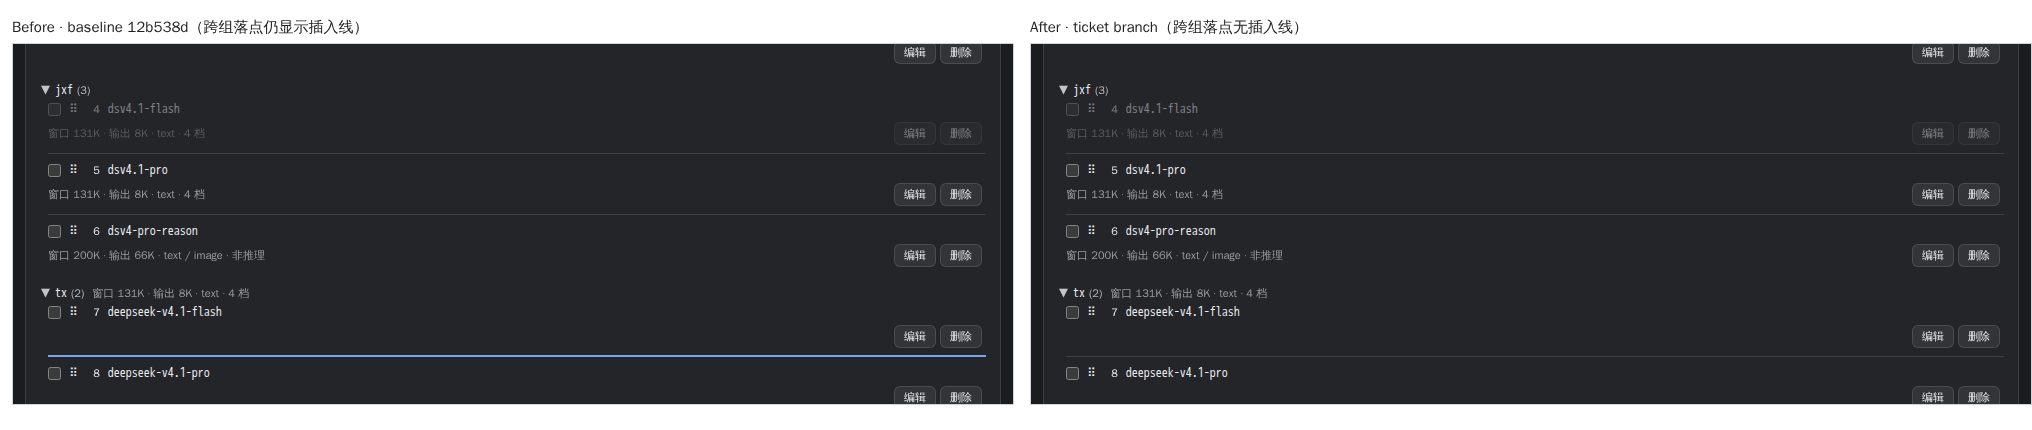 Before · baseline 12b538d（跨组落点仍显示插入线）
编辑 删除
▼ jxf (3)
4 dsv4.1-flash
窗口 131K · 输出 8K · text · 4 档
编辑 删除
5 dsv4.1-pro
窗口 131K · 输出 8K · text · 4 档
编辑 删除
6 dsv4-pro-reason
窗口 200K · 输出 66K · text / image · 非推理
编辑 删除
▼ tx (2) 窗口 131K · 输出 8K · text · 4 档
7 deepseek-v4.1-flash
编辑 删除
8 deepseek-v4.1-pro
编辑 删除
After · ticket branch（跨组落点无插入线）
编辑 删除
▼ jxf (3)
4 dsv4.1-flash
窗口 131K · 输出 8K · text · 4 档
编辑 删除
5 dsv4.1-pro
窗口 131K · 输出 8K · text · 4 档
编辑 删除
6 dsv4-pro-reason
窗口 200K · 输出 66K · text / image · 非推理
编辑 删除
▼ tx (2) 窗口 131K · 输出 8K · text · 4 档
7 deepseek-v4.1-flash
编辑 删除
8 deepseek-v4.1-pro
编辑 删除